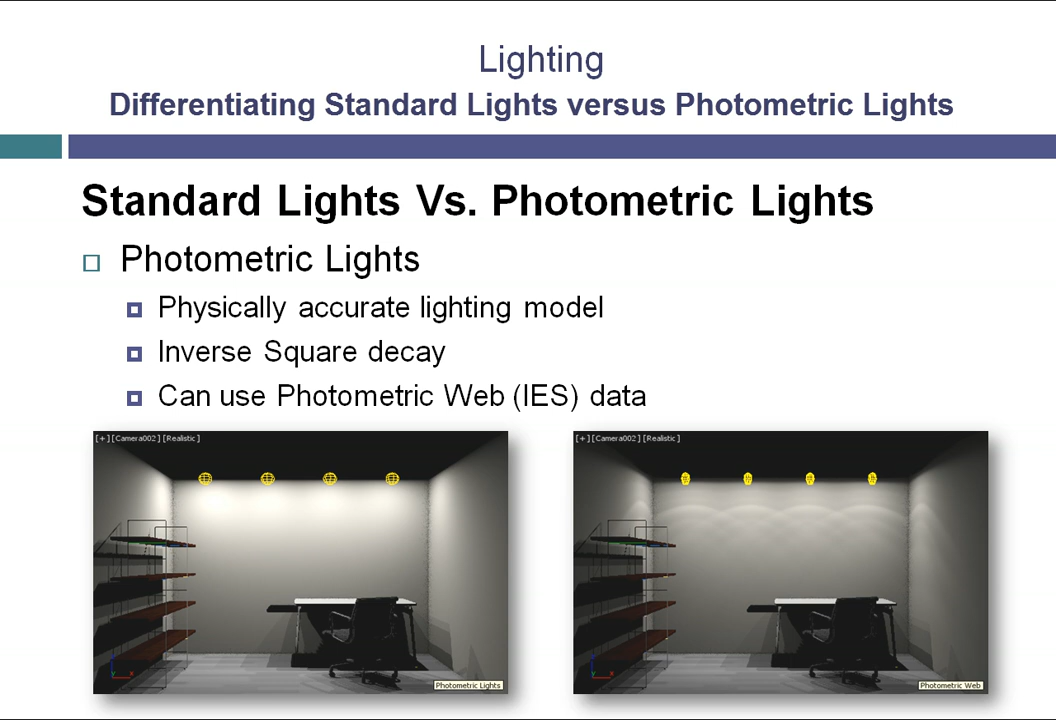 Lighting
Differentiating Standard Lights versus Photometric Lights
Standard Lights Vs. Photometric Lights
Photometric Lights
Physically accurate lighting model
Inverse Square decay
Can use Photometric Web (IES) data
[+][Camera002][Realistic]
[+][Camera002][Realistic]
Photometric Lights
Photometric Web